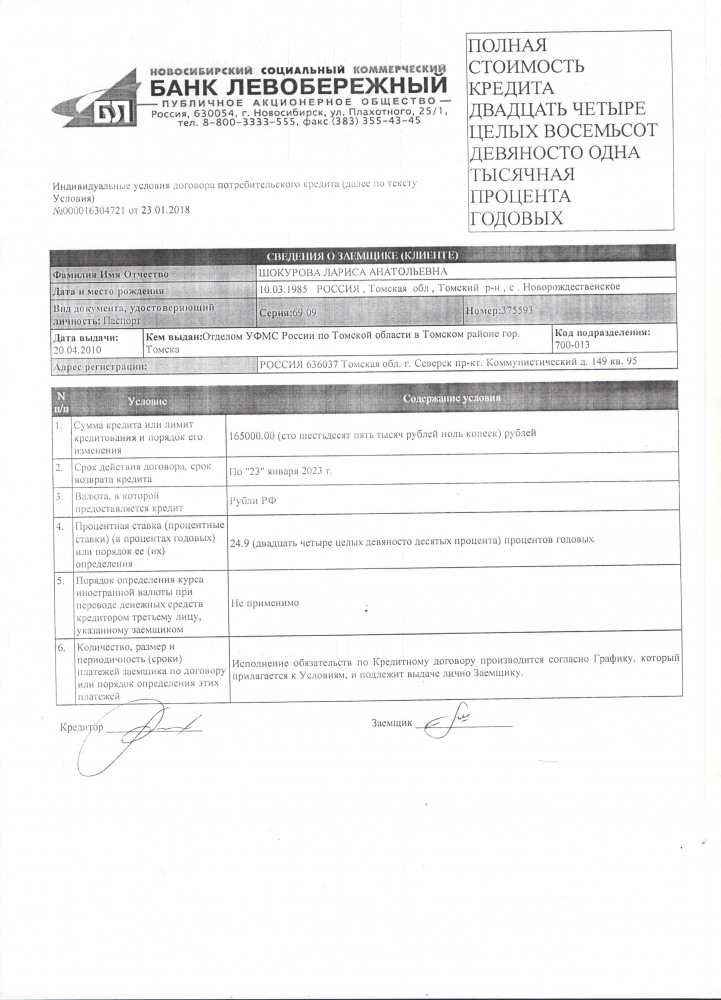 НОВОСИБИРСКИЙ СОЦИАЛЬНЫЙ КОММЕРЧЕСКИЙ
БАНК ЛЕВОБЕРЕЖНЫЙ
ПУБЛИЧНОЕ АКЦИОНЕРНОЕ ОБЩЕСТВО
Россия, 630054, г. Новосибирск, ул. Плахотного, 25/1,
тел. 8-800-3333-555, факс (383) 355-43-45
ПОЛНАЯ
СТОИМОСТЬ
КРЕДИТА
ДВАДЦАТЬ ЧЕТЫРЕ
ЦЕЛЫХ ВОСЕМЬСОТ
ДЕВЯНОСТО ОДНА
ТЫСЯЧНАЯ
ПРОЦЕНТА
ГОДОВЫХ
Индивидуальные условия договора потребительского кредита (далее по тексту
Условия)
№000016304721 от 23.01.2018
СВЕДЕНИЯ О ЗАЕМЩИКЕ (КЛИЕНТЕ)
Фамилия Имя Отчество ШОКУРОВА ЛАРИСА АНАТОЛЬЕВНА
Дата и место рождения 10.03.1985 РОССИЯ , Томская обл , Томский р-н , с . Новорождественское
Вид документа, удостоверяющий
личность: Паспорт Серия:69 09 Номер:375593
Дата выдачи: Кем выдан:Отделом УФМС России по Томской области в Томском районе гор. Код подразделения:
20.04.2010 Томска 700-013
Адрес регистрации: РОССИЯ 636037 Томская обл. г. Северск пр-кт. Коммунистический д. 149 кв. 95
N
п/п Условие Содержание условия
1. Сумма кредита или лимит
кредитования и порядок его
изменения
165000.00 (сто шестьдесят пять тысяч рублей ноль копеек) рублей
2. Срок действия договора, срок
возврата кредита
По "23" января 2023 г.
3. Валюта, в которой
предоставляется кредит
Рубли РФ
4. Процентная ставка (процентные
ставки) (в процентах годовых)
или порядок ее (их)
определения
24.9 (двадцать четыре целых девяносто десятых процента) процентов годовых.
5. Порядок определения курса
иностранной валюты при
переводе денежных средств
кредитором третьему лицу,
указанному заемщиком
Не применимо
6. Количество, размер и
периодичность (сроки)
платежей заемщика по договору
или порядок определения этих
платежей
Исполнение обязательств по Кредитному договору производится согласно Графику, который
прилагается к Условиям, и подлежит выдаче лично Заемщику.
Кредитор Заемщик